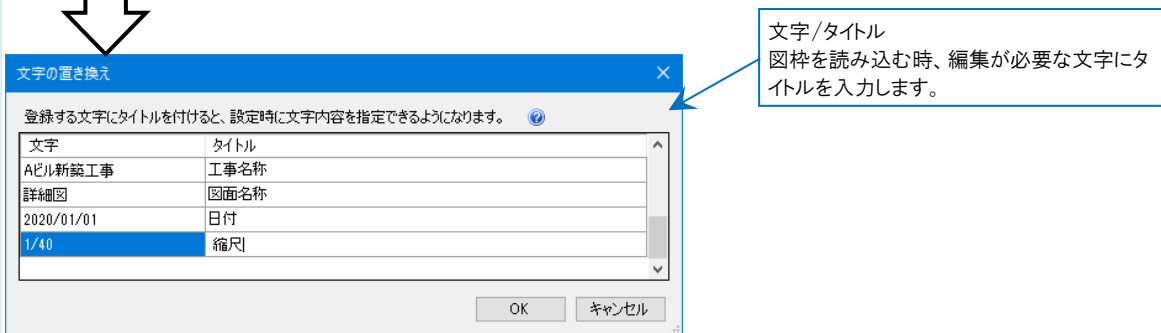 文字/タイトル
図枠を読み込む時、編集が必要な文字にタ
イトルを入力します。
文字の置き換え
登録する文字にタイトルを付けると、設定時に文字内容を指定できるようになります。
文字 タイトル
Aビル新築工事 工事名称
詳細図 図面名称
2020/01/01 日付
1/40 縮尺
OK キャンセル